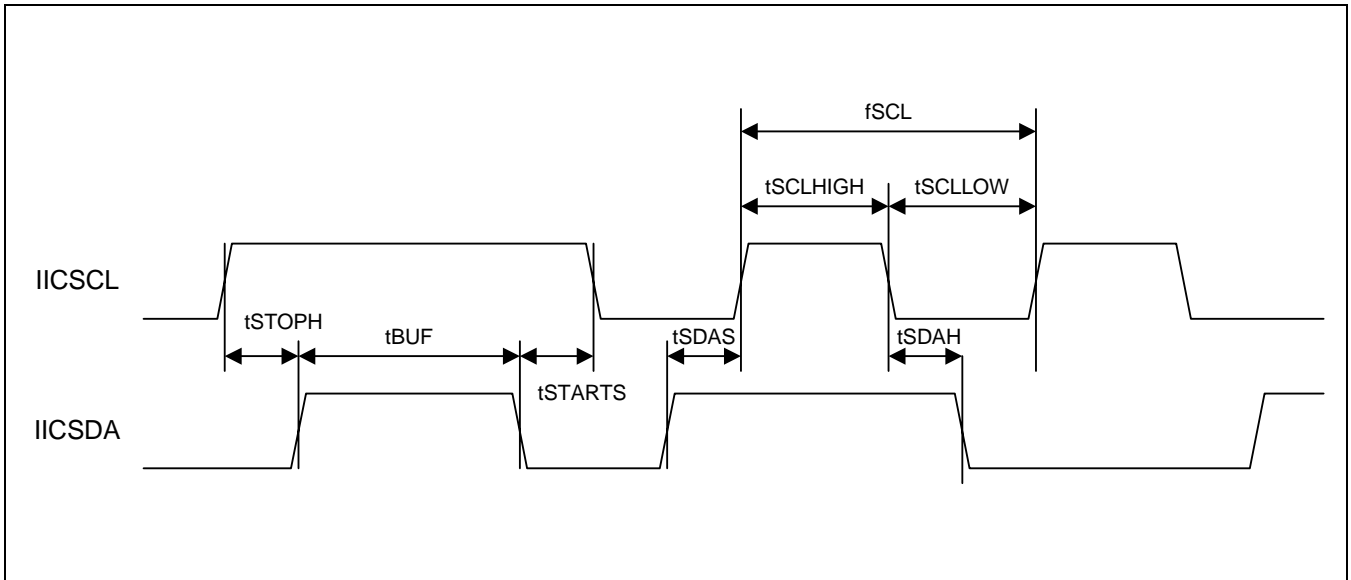 fSCL
tSCLHIGH
tSCLLOW
IICSCL
tSTOPH
tBUF
tSTARTS
tSDAS
tSDAH
IICSDA